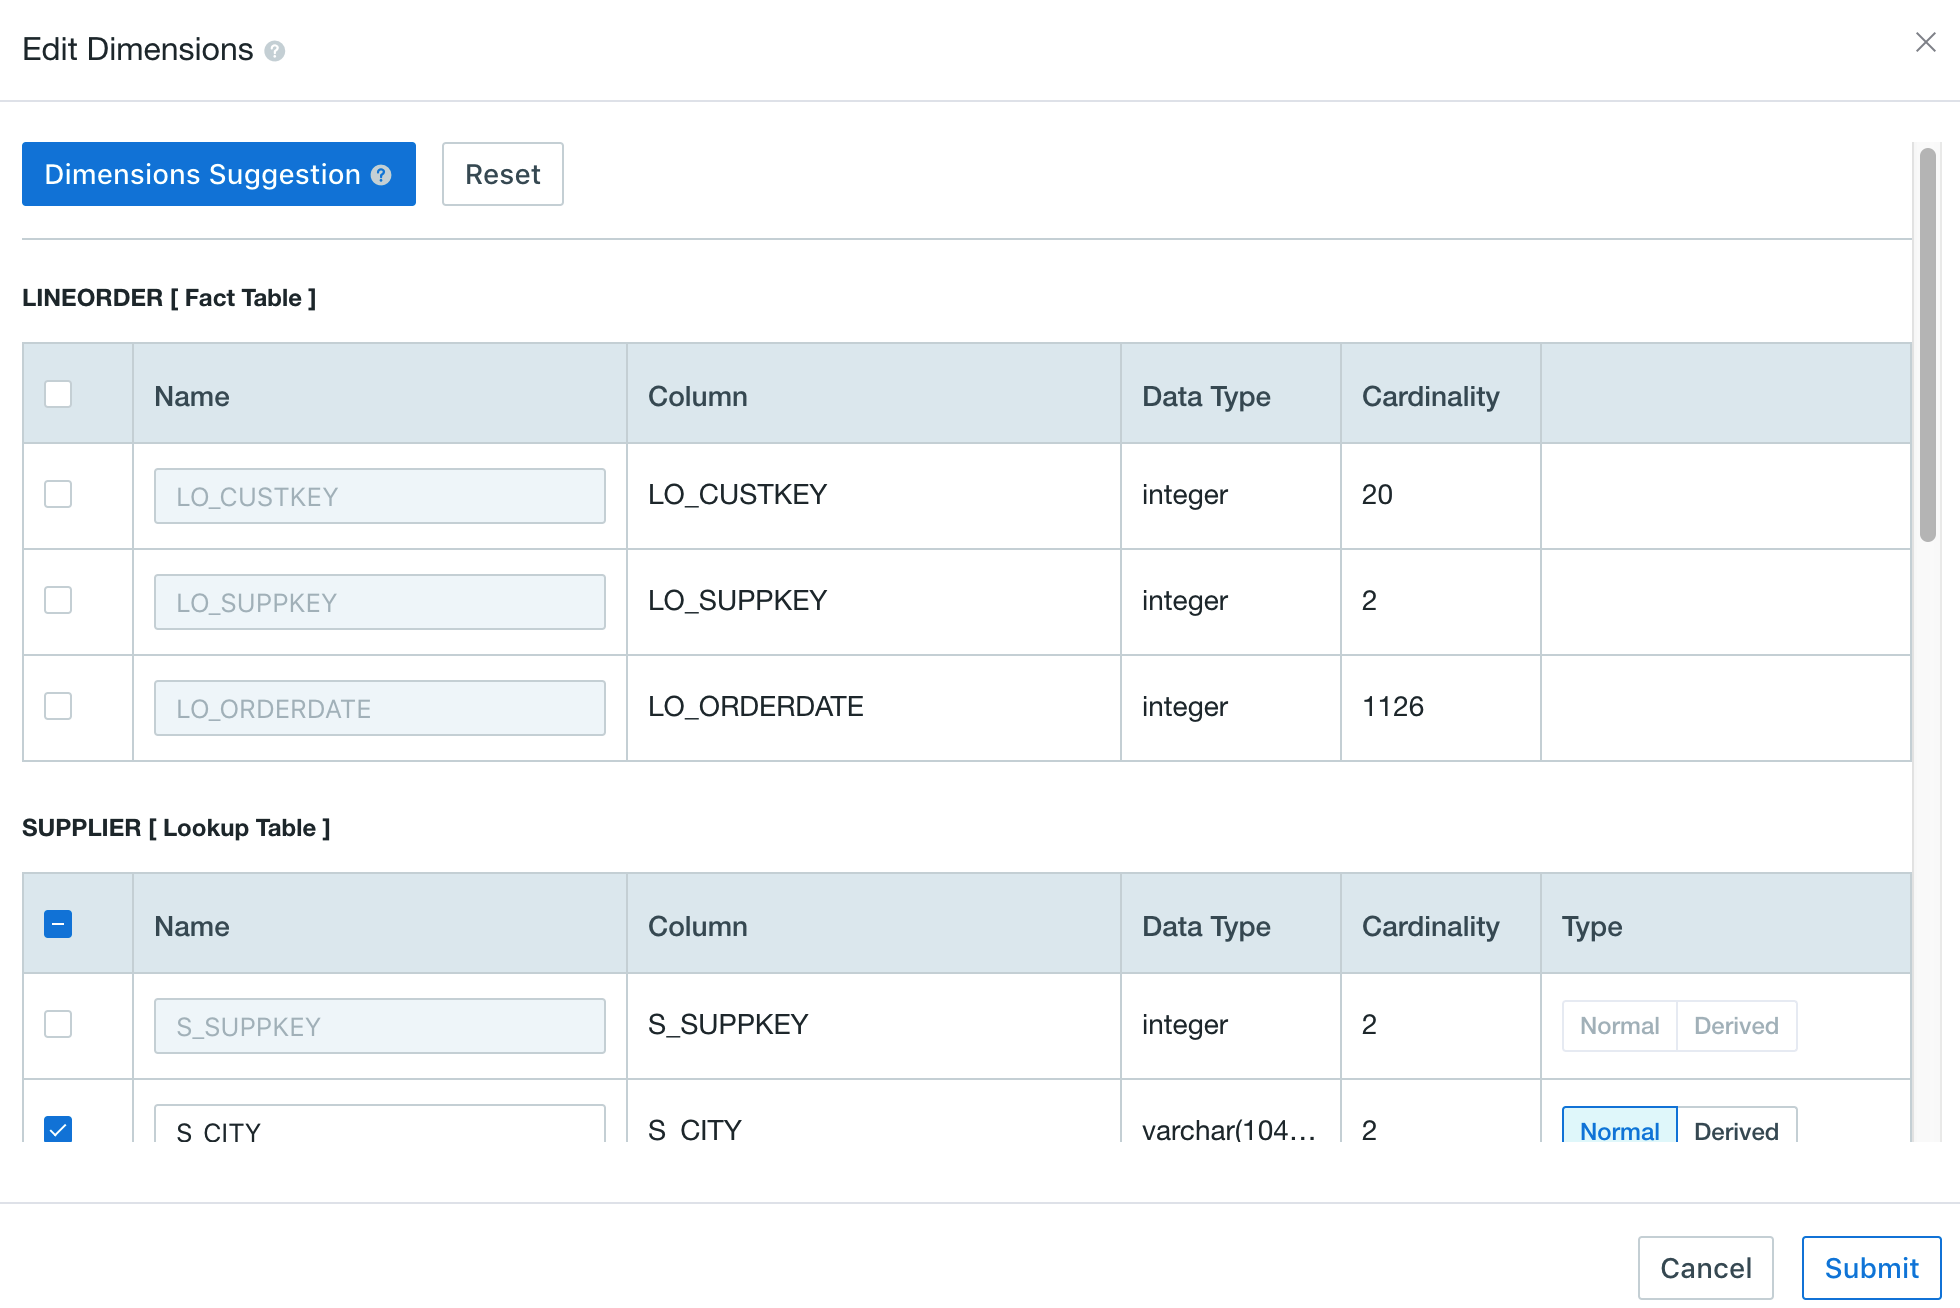 Edit Dimensions ?
Dimensions Suggestion ? Reset
LINEORDER [ Fact Table ]
Name Column Data Type Cardinality
LO_CUSTKEY LO_CUSTKEY integer 20
LO_SUPPKEY LO_SUPPKEY integer 2
LO_ORDERDATE LO_ORDERDATE integer 1126
SUPPLIER [ Lookup Table ]
Name Column Data Type Cardinality Type
S_SUPPKEY S_SUPPKEY integer 2 Normal Derived
S_CITY S_CITY varchar(104... 2 Normal Derived
Cancel Submit